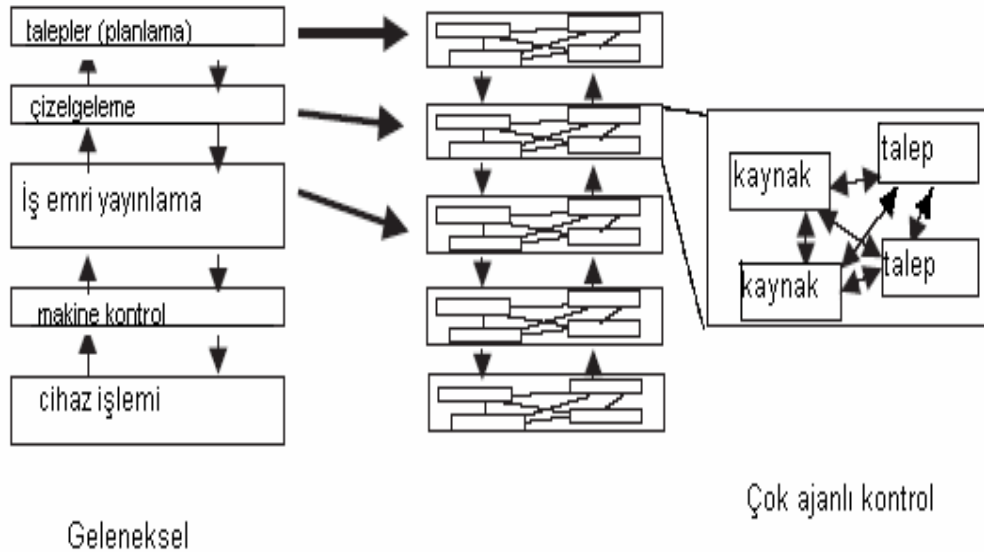 talepler (planlama)
çizelgeleme
İş emri yayınlama
makine kontrol
cihaz işlemi
Geleneksel
kaynak
talep
kaynak
talep
Çok ajanlı kontrol